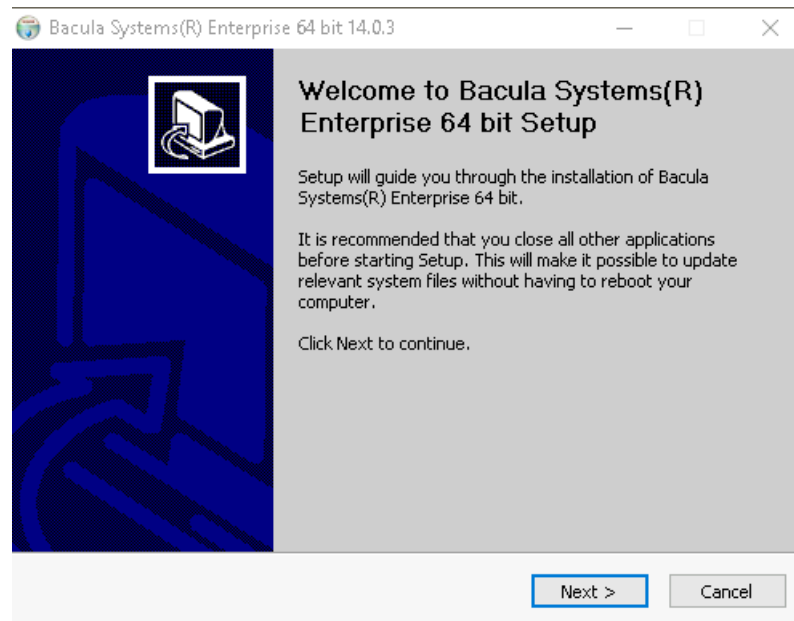 Bacula Systems(R) Enterprise 64 bit 14.0.3
Welcome to Bacula Systems(R)
Enterprise 64 bit Setup
Setup will guide you through the installation of Bacula
Systems(R) Enterprise 64 bit.
It is recommended that you close all other applications
before starting Setup. This will make it possible to update
relevant system files without having to reboot your
computer.
Click Next to continue.
Next >
Cancel